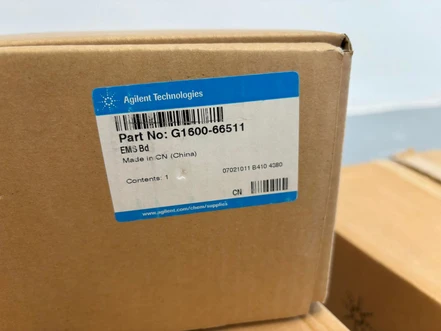 Agilent Technologies
Part No: G1600-66511
EMS Bd
Made in CN (China)
Contents: 1
07021011 B410 4380
CN
www.agilent.com/chem/supplies